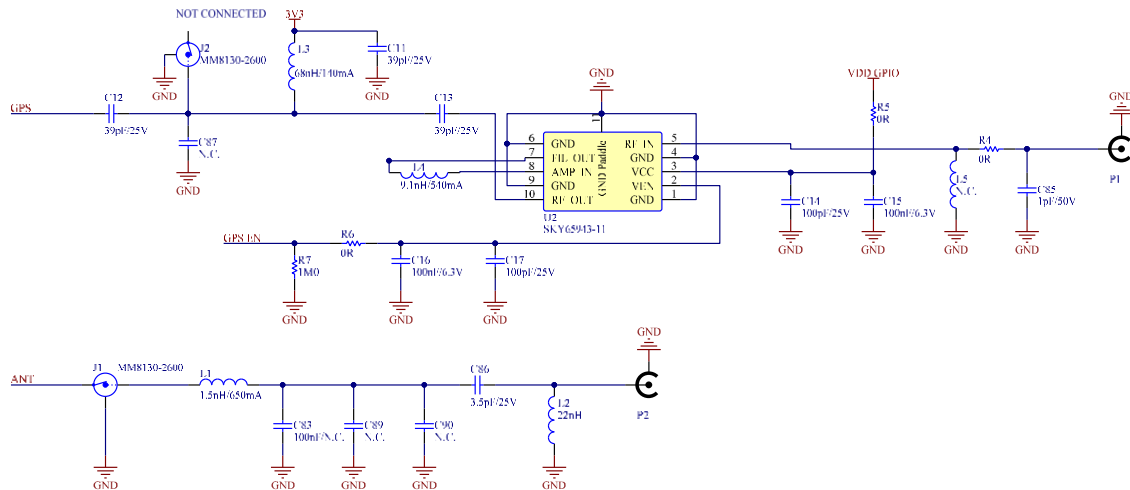 NOT CONNECTED
3V3
J2
MM8130-2600
GND
L3
68nH/140mA
C11
39pF/25V
GND
GPS
C12
39pF/25V
C13
39pF/25V
C87
N.C.
GND
GND
VDD GPIO
R5
0R
GND
R4
0R
P1
L5
N.C.
GND
C85
1pF/50V
GND
6 GND
7 FIL OUT
8 AMP IN
9 GND
10 RF OUT
GND Paddle
RF IN 5
GND 4
VCC 3
VEN 2
GND 1
U2
SKY65943-11
L4
9.1nH/540mA
C14
100pF/25V
GND
C15
100nF/6.3V
GND
GPS EN
R6
0R
R7
1M0
GND
C16
100nF/6.3V
GND
C17
100pF/25V
GND
ANT
J1
MM8130-2600
GND
L1
1.5nH/650mA
C83
100nF/N.C.
GND
C89
N.C.
GND
C90
N.C.
GND
C86
3.5pF/25V
L2
22nH
GND
GND
P2